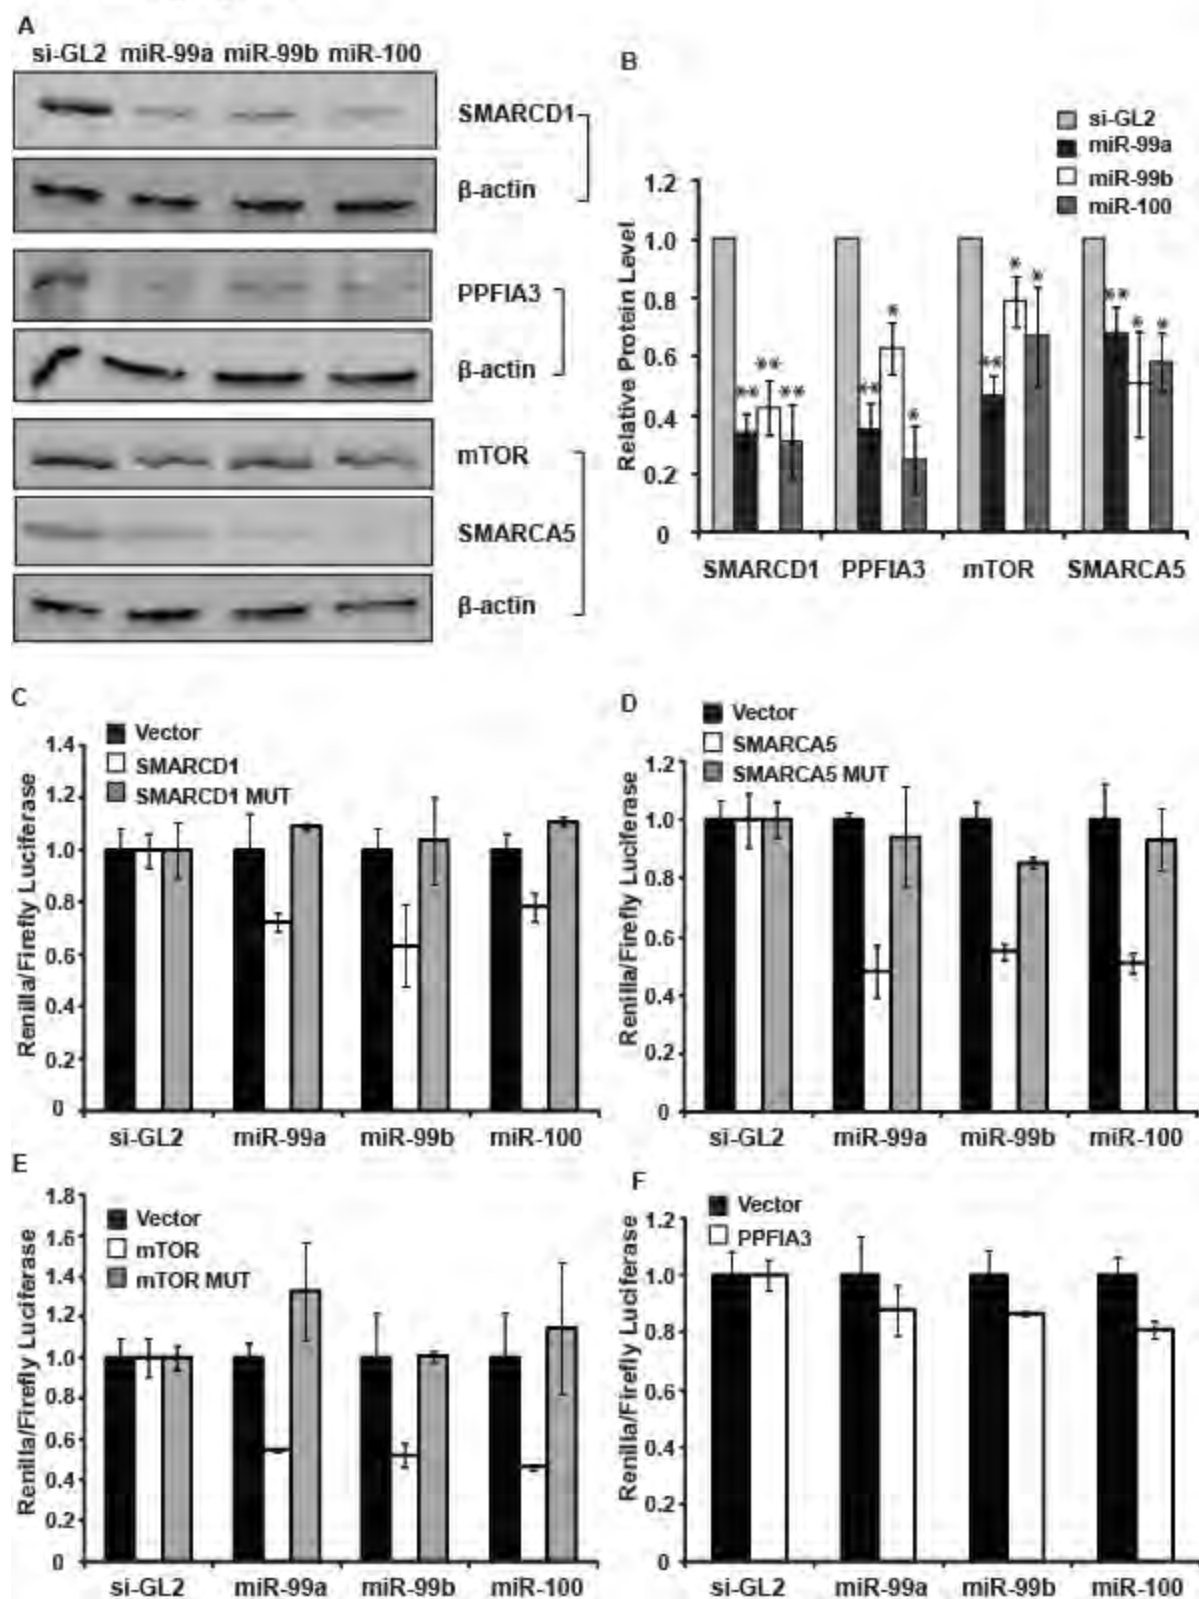 A
si-GL2 miR-99a miR-99b miR-100
SMARCD1
β-actin
PPFIA3
β-actin
mTOR
SMARCA5
β-actin
B
si-GL2
miR-99a
miR-99b
miR-100
Relative Protein Level
1.2
1.0
0.8
0.6
0.4
0.2
0
** ** **
** * *
** * *
** * *
SMARCD1 PPFIA3 mTOR SMARCA5
C
Vector
SMARCD1
SMARCD1 MUT
Renilla/Firefly Luciferase
1.4
1.2
1.0
0.8
0.6
0.4
0.2
0
si-GL2 miR-99a miR-99b miR-100
D
Vector
SMARCA5
SMARCA5 MUT
Renilla/Firefly Luciferase
1.2
1.0
0.8
0.6
0.4
0.2
0
si-GL2 miR-99a miR-99b miR-100
E
Vector
mTOR
mTOR MUT
Renilla/Firefly Luciferase
1.8
1.6
1.4
1.2
1.0
0.8
0.6
0.4
0.2
0
si-GL2 miR-99a miR-99b miR-100
F
Vector
PPFIA3
Renilla/Firefly Luciferase
1.2
1.0
0.8
0.6
0.4
0.2
0
si-GL2 miR-99a miR-99b miR-100